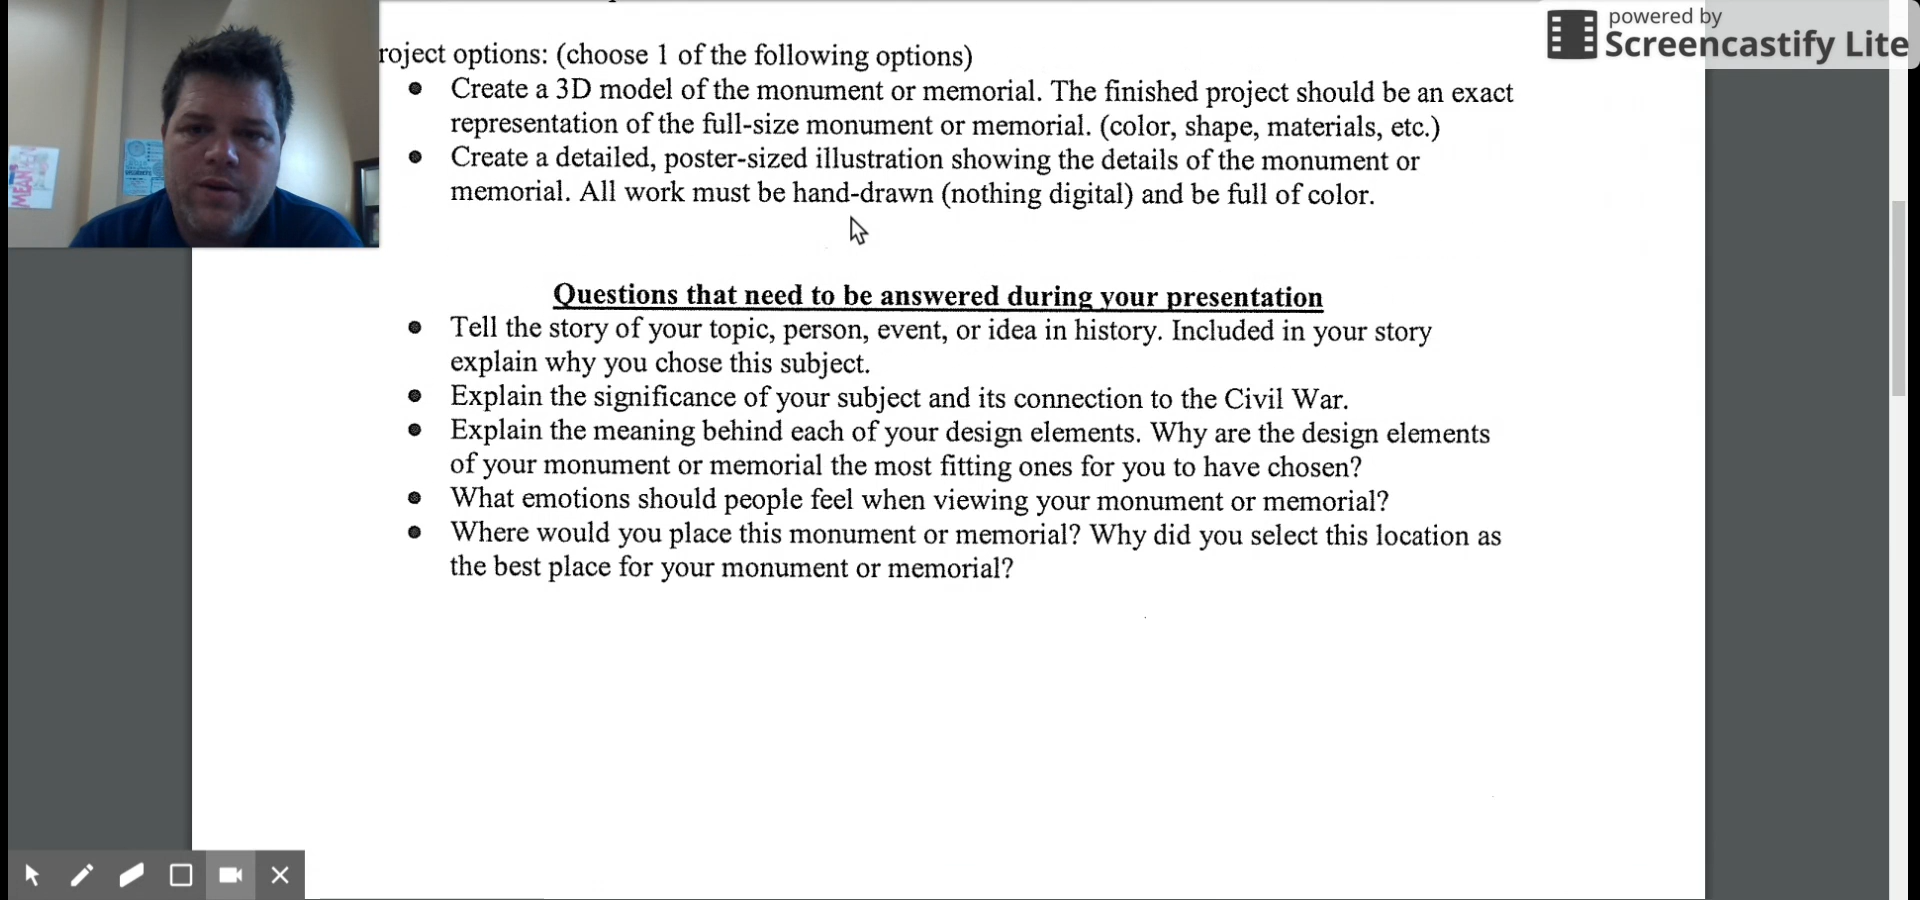 powered by
Screencastify Lite
roject options: (choose 1 of the following options)
Create a 3D model of the monument or memorial. The finished project should be an exact
representation of the full-size monument or memorial. (color, shape, materials, etc.)
Create a detailed, poster-sized illustration showing the details of the monument or
memorial. All work must be hand-drawn (nothing digital) and be full of color.
Questions that need to be answered during your presentation
Tell the story of your topic, person, event, or idea in history. Included in your story
explain why you chose this subject.
Explain the significance of your subject and its connection to the Civil War.
Explain the meaning behind each of your design elements. Why are the design elements
of your monument or memorial the most fitting ones for you to have chosen?
What emotions should people feel when viewing your monument or memorial?
Where would you place this monument or memorial? Why did you select this location as
the best place for your monument or memorial?
MEAN